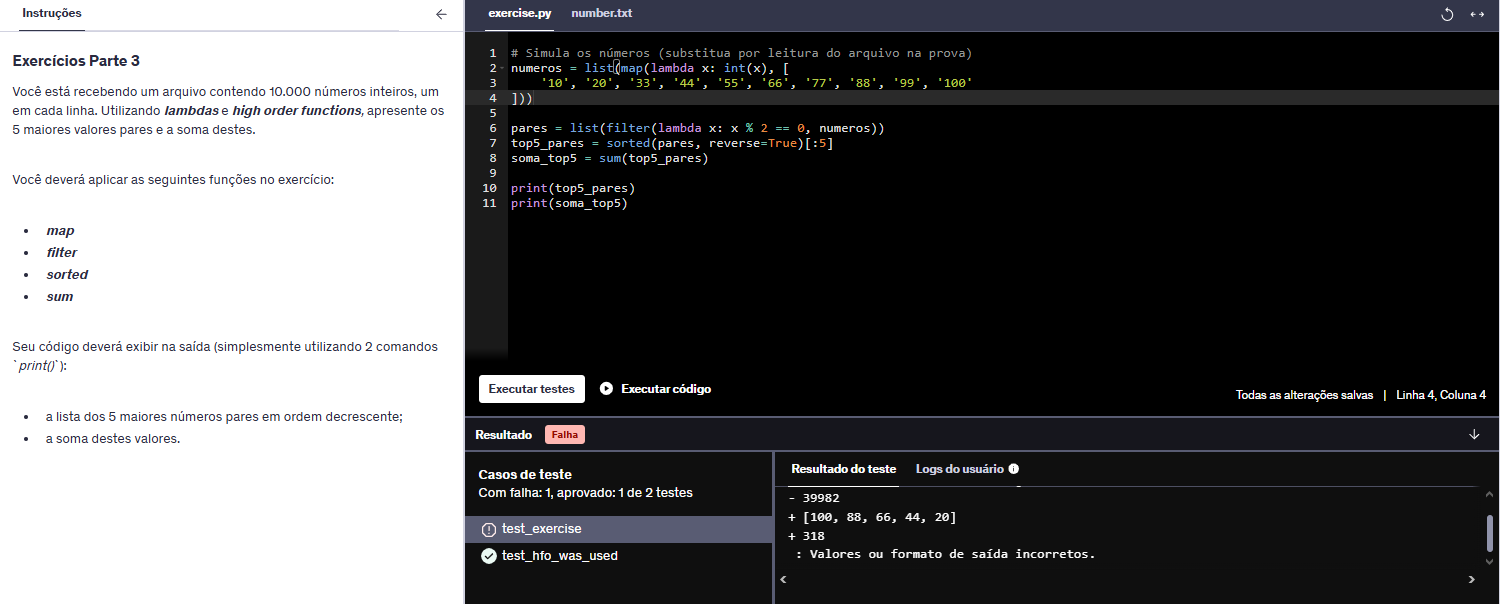 Instruções
Exercícios Parte 3
Você está recebendo um arquivo contendo 10.000 números inteiros, um
em cada linha. Utilizando lambdas e high order functions, apresente os
5 maiores valores pares e a soma destes.
Você deverá aplicar as seguintes funções no exercício:
• map
• filter
• sorted
• sum
Seu código deverá exibir na saída (simplesmente utilizando 2 comandos
`print()`):
• a lista dos 5 maiores números pares em ordem decrescente;
• a soma destes valores.
exercise.py number.txt
1 # Simula os números (substitua por leitura do arquivo na prova)
2 numeros = list(map(lambda x: int(x), [
3     '10', '20', '33', '44', '55', '66', '77', '88', '99', '100'
4 ]))
5
6 pares = list(filter(lambda x: x % 2 == 0, numeros))
7 top5_pares = sorted(pares, reverse=True)[:5]
8 soma_top5 = sum(top5_pares)
9
10 print(top5_pares)
11 print(soma_top5)
Executar testes Executar código
Todas as alterações salvas | Linha 4, Coluna 4
Resultado Falha
Casos de teste
Com falha: 1, aprovado: 1 de 2 testes
test_exercise
test_hfo_was_used
Resultado do teste Logs do usuário
- 39982
+ [100, 88, 66, 44, 20]
+ 318
: Valores ou formato de saída incorretos.